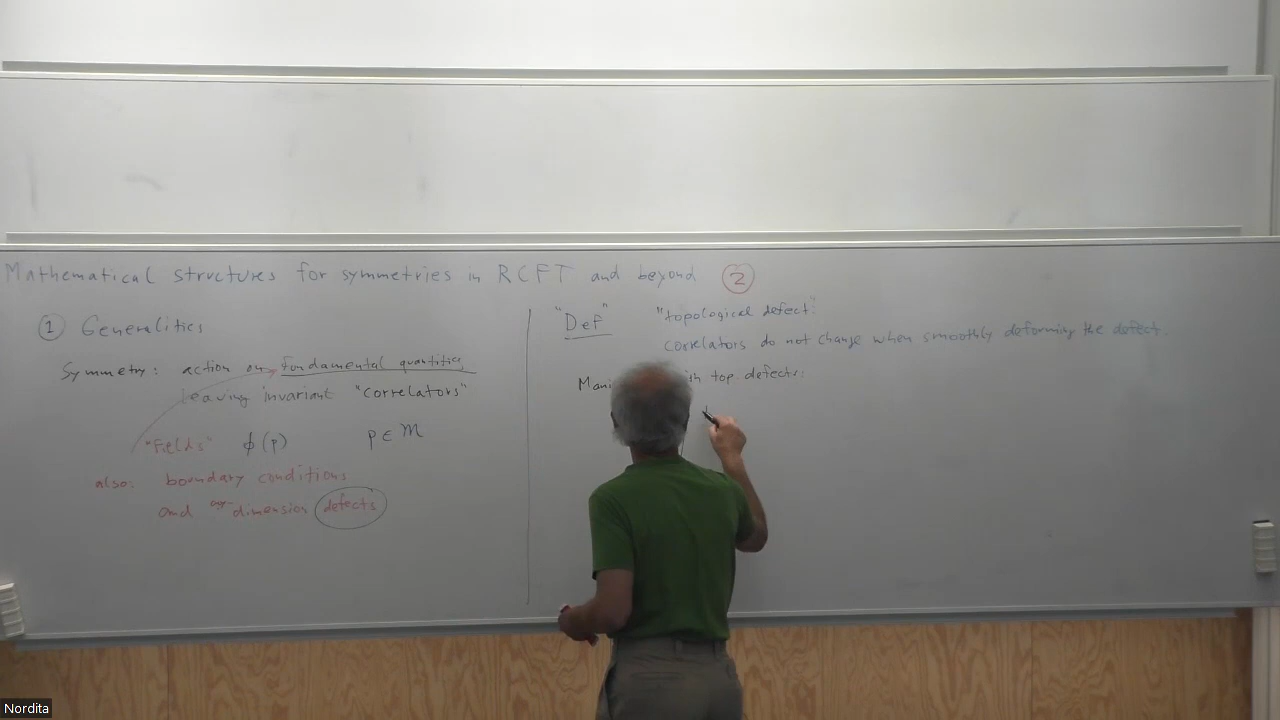 Mathematical structures for symmetries in RCFT and beyond ②
① Generalities
Symmetry: action on fundamental quantities
leaving invariant "correlators"
"Fields" ϕ(p) p ∈ M
also: boundary conditions
and dimension defects
"Def" "topological defect":
correlators do not change when smoothly deforming the defect.
top. defects:
Nordita